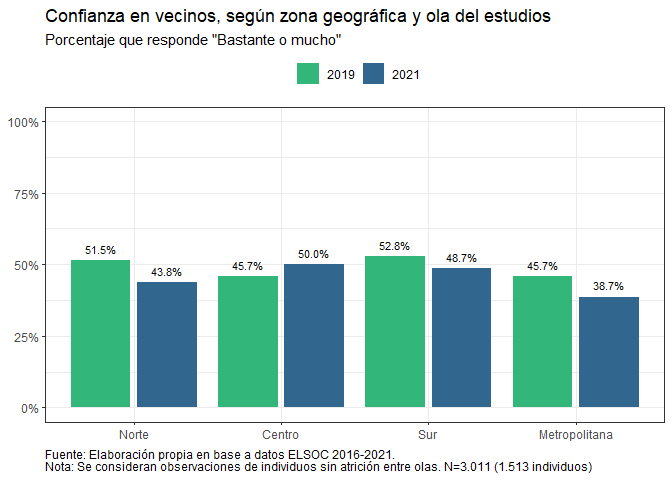 Confianza en vecinos, según zona geográfica y ola del estudios
Porcentaje que responde "Bastante o mucho"
2019 2021
100%
75%
50%
25%
0%
51.5% 43.8% 45.7% 50.0% 52.8% 48.7% 45.7% 38.7%
Norte Centro Sur Metropolitana
Fuente: Elaboración propia en base a datos ELSOC 2016-2021.
Nota: Se consideran observaciones de individuos sin atrición entre olas. N=3.011 (1.513 individuos)